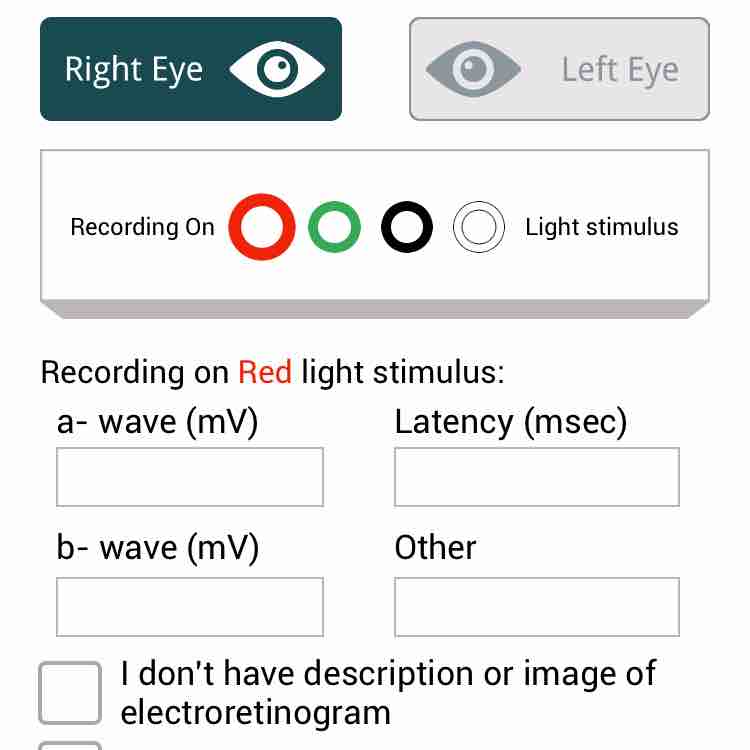 Right Eye
Left Eye
Recording On
Light stimulus
Recording on Red light stimulus:
a- wave (mV)
Latency (msec)
b- wave (mV)
Other
I don't have description or image of
electroretinogram